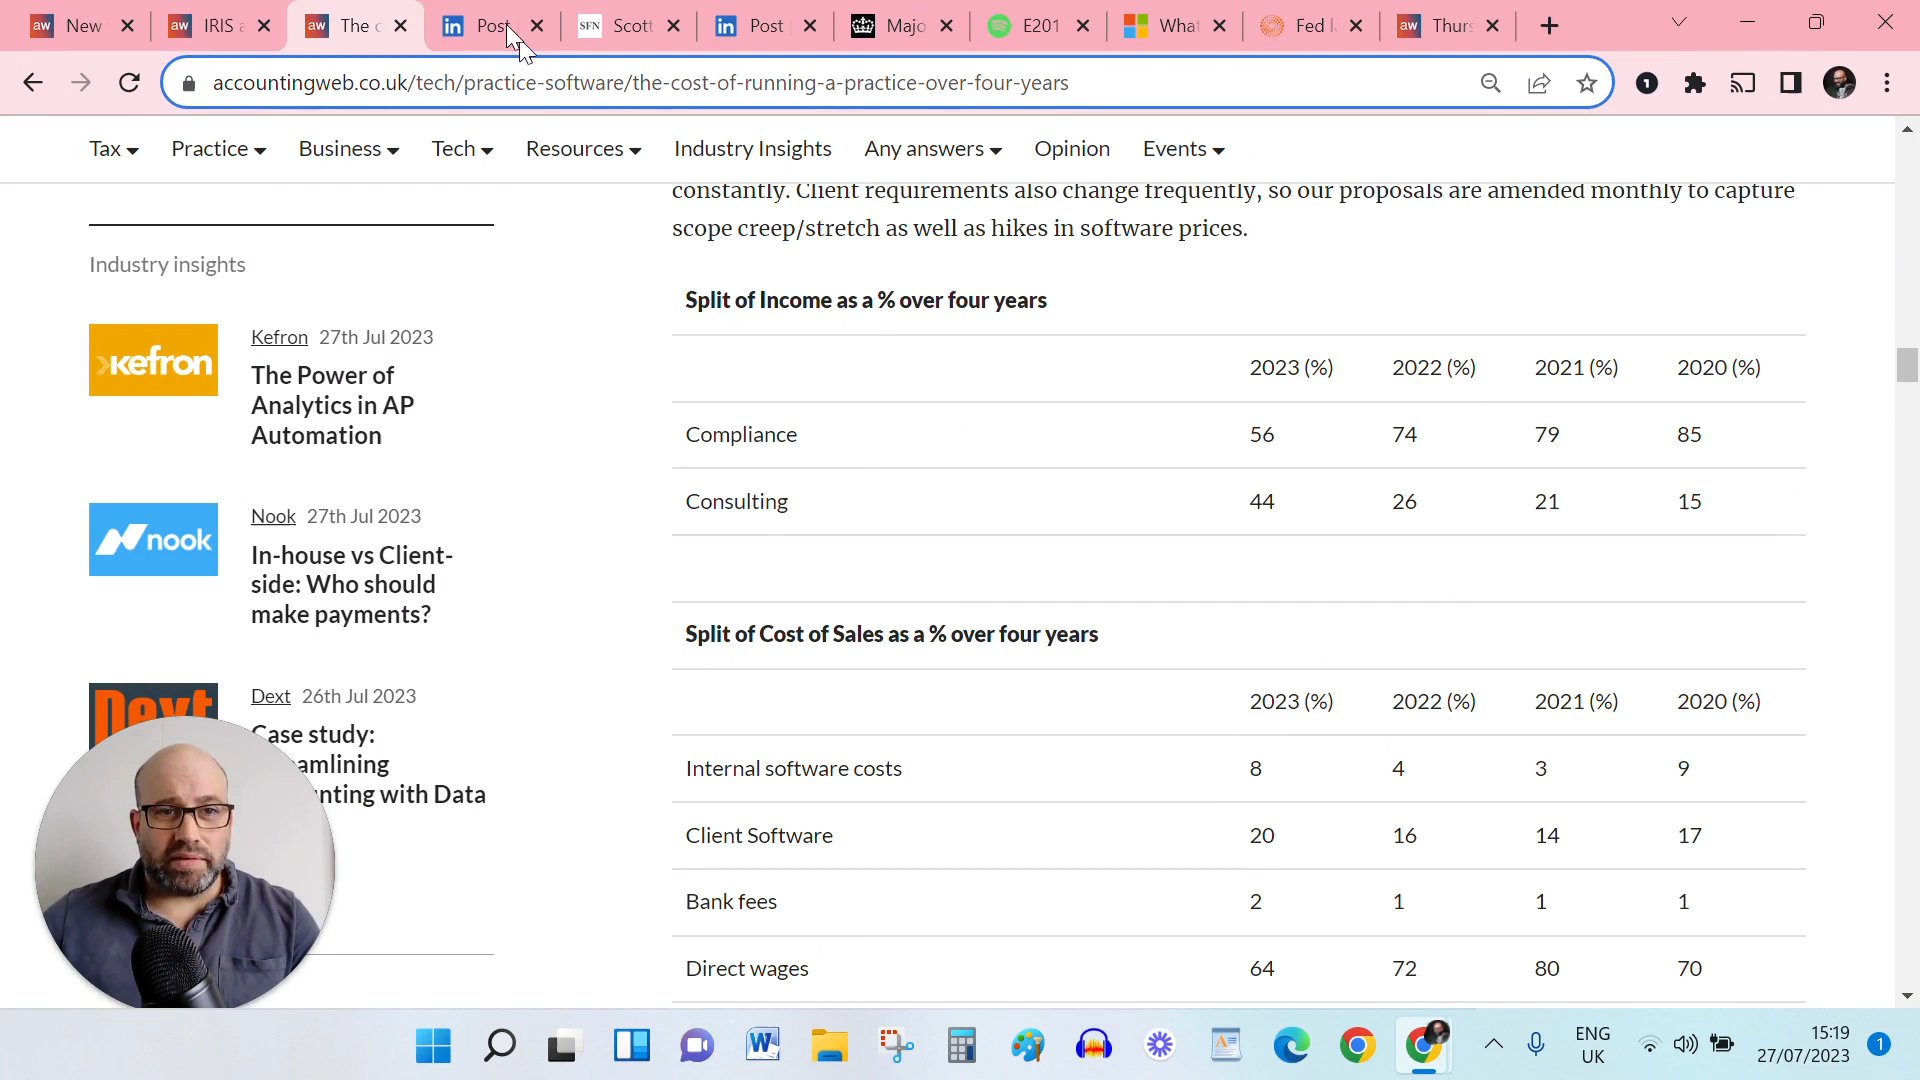 New
IRIS a
The c
Post
Scott
Post
Majo
E201
What
Fed l
Thurs
accountingweb.co.uk/tech/practice-software/the-cost-of-running-a-practice-over-four-years
Tax
Practice
Business
Tech
Resources
Industry Insights
Any answers
Opinion
Events
constantly. Client requirements also change frequently, so our proposals are amended monthly to capture
scope creep/stretch as well as hikes in software prices.
Industry insights
kefron
Kefron 27th Jul 2023
The Power of
Analytics in AP
Automation
nook
Nook 27th Jul 2023
In-house vs Client-
side: Who should
make payments?
Dext
Dext 26th Jul 2023
Case study:
amlining
nting with Data
Split of Income as a % over four years
2023 (%) 2022 (%) 2021 (%) 2020 (%)
Compliance 56 74 79 85
Consulting 44 26 21 15
Split of Cost of Sales as a % over four years
2023 (%) 2022 (%) 2021 (%) 2020 (%)
Internal software costs 8 4 3 9
Client Software 20 16 14 17
Bank fees 2 1 1 1
Direct wages 64 72 80 70
ENG
UK
15:19
27/07/2023
1